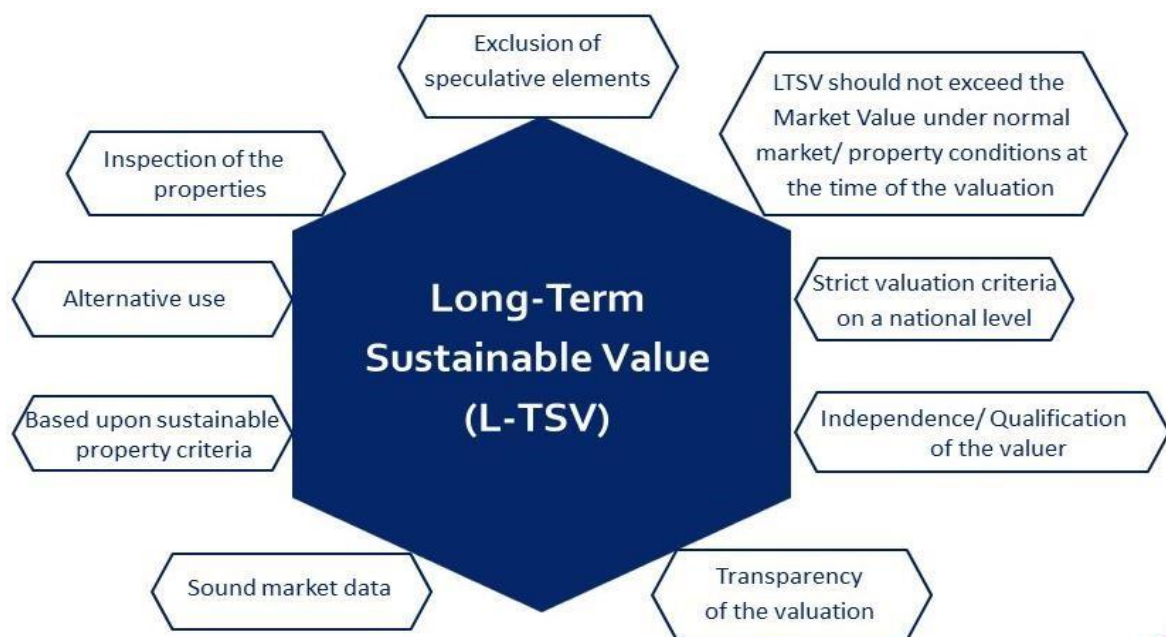 Exclusion of
speculative elements
LTSV should not exceed the
Market Value under normal
market/ property conditions at
the time of the valuation
Inspection of the
properties
Alternative use
Strict valuation criteria
on a national level
Long-Term
Sustainable Value
(L-TSV)
Based upon sustainable
property criteria
Independence/ Qualification
of the valuer
Sound market data
Transparency
of the valuation